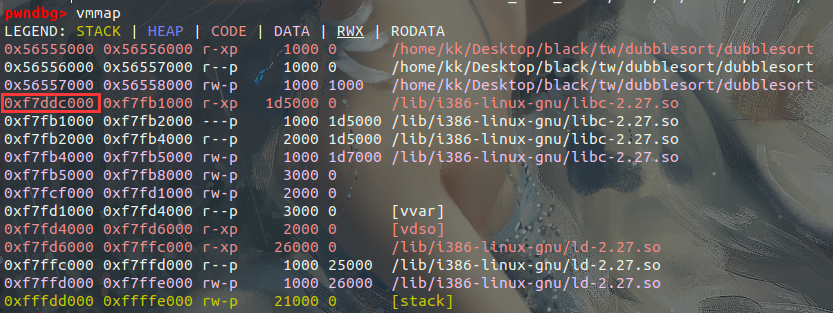 pwndbg> vmmap
LEGEND: STACK | HEAP | CODE | DATA | RWX | RODATA
0x56555000 0x56556000 r-xp     1000 0      /home/kk/Desktop/black/tw/dubblesort/dubblesort
0x56556000 0x56557000 r--p     1000 0      /home/kk/Desktop/black/tw/dubblesort/dubblesort
0x56557000 0x56558000 rw-p     1000 1000   /home/kk/Desktop/black/tw/dubblesort/dubblesort
0xf7ddc000 0xf7fb1000 r-xp   1d5000 0      /lib/i386-linux-gnu/libc-2.27.so
0xf7fb1000 0xf7fb2000 ---p     1000 1d5000 /lib/i386-linux-gnu/libc-2.27.so
0xf7fb2000 0xf7fb4000 r--p     2000 1d5000 /lib/i386-linux-gnu/libc-2.27.so
0xf7fb4000 0xf7fb5000 rw-p     1000 1d7000 /lib/i386-linux-gnu/libc-2.27.so
0xf7fb5000 0xf7fb8000 rw-p     3000 0
0xf7fcf000 0xf7fd1000 rw-p     2000 0
0xf7fd1000 0xf7fd4000 r--p     3000 0      [vvar]
0xf7fd4000 0xf7fd6000 r-xp     2000 0      [vdso]
0xf7fd6000 0xf7ffc000 r-xp    26000 0      /lib/i386-linux-gnu/ld-2.27.so
0xf7ffc000 0xf7ffd000 r--p     1000 25000  /lib/i386-linux-gnu/ld-2.27.so
0xf7ffd000 0xf7ffe000 rw-p     1000 26000  /lib/i386-linux-gnu/ld-2.27.so
0xfffdd000 0xffffe000 rw-p    21000 0      [stack]